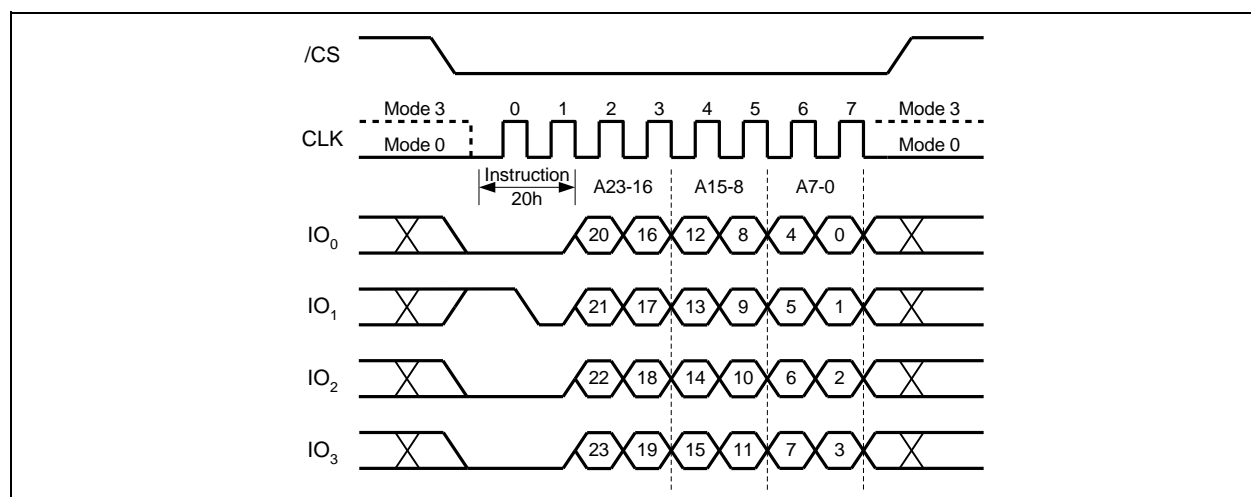 /CS
Mode 3 0 1 2 3 4 5 6 7 Mode 3
CLK
Mode 0 Mode 0
Instruction A23-16 A15-8 A7-0
20h
IO0 20 16 12 8 4 0
IO1 21 17 13 9 5 1
IO2 22 18 14 10 6 2
IO3 23 19 15 11 7 3